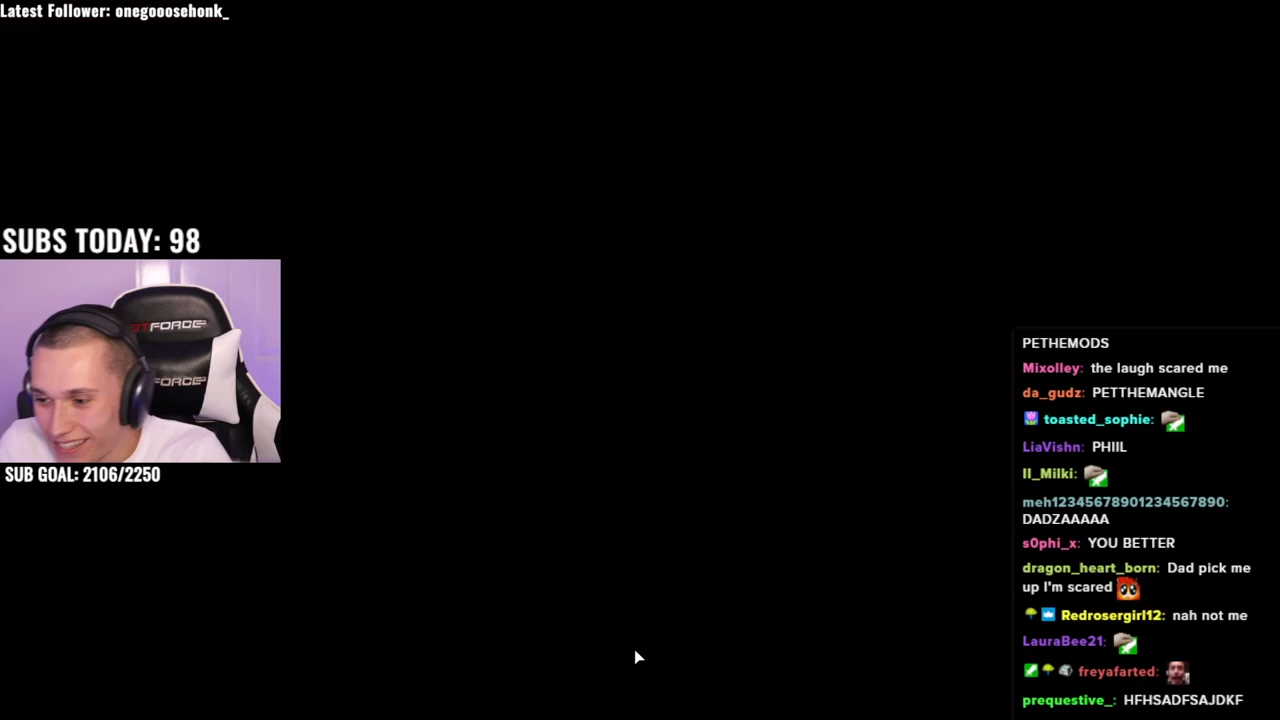 Latest Follower: onegooosehonk_
SUBS TODAY: 98
GTFORCE
FORCE
SUB GOAL: 2106/2250
PETHEMODS
Mixolley: the laugh scared me
da_gudz: PETTHEMANGLE
toasted_sophie:
LiaVishn: PHIIL
II_Milki:
meh12345678901234567890:
DADZAAAAA
s0phi_x: YOU BETTER
dragon_heart_born: Dad pick me
up I'm scared
Redrosergirl12: nah not me
LauraBee21:
freyafarted:
prequestive_: HFHSADFSAJDKF